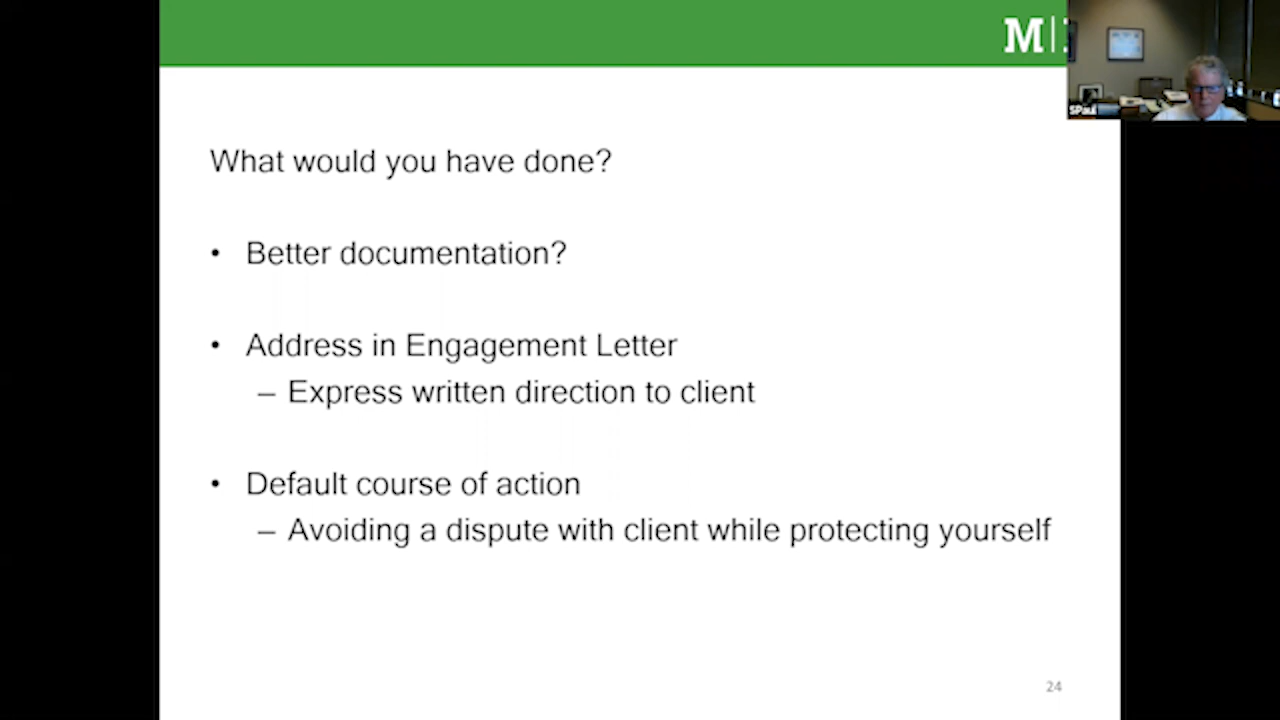 M
SPaul
What would you have done?
• Better documentation?
• Address in Engagement Letter
– Express written direction to client
• Default course of action
– Avoiding a dispute with client while protecting yourself
24